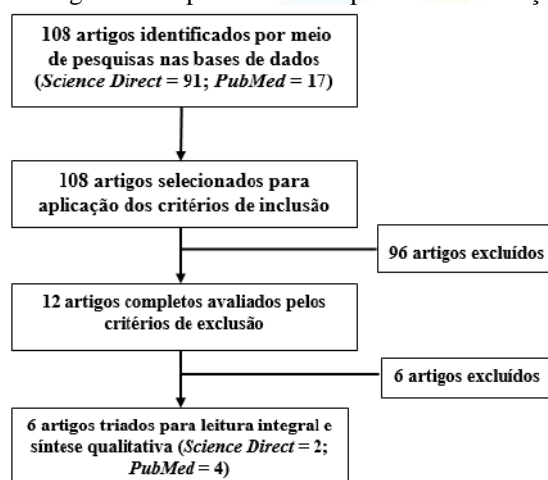 108 artigos identificados por meio
de pesquisas nas bases de dados
(Science Direct = 91; PubMed = 17)
108 artigos selecionados para
aplicação dos critérios de inclusão
96 artigos excluídos
12 artigos completos avaliados pelos
critérios de exclusão
6 artigos excluídos
6 artigos triados para leitura integral e
síntese qualitativa (Science Direct = 2;
PubMed = 4)